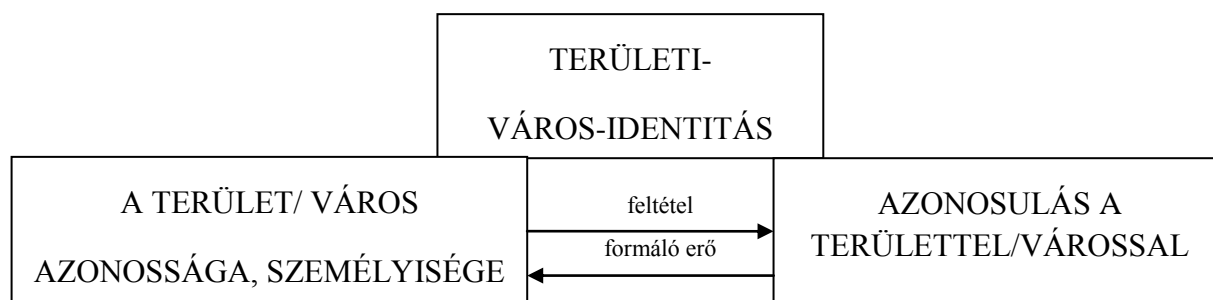 TERÜLETI-
VÁROS-IDENTITÁS
A TERÜLET/ VÁROS
AZONOSSÁGA, SZEMÉLYISÉGE
feltétel
formáló erő
AZONOSULÁS A
TERÜLETTEL/VÁROSSAL